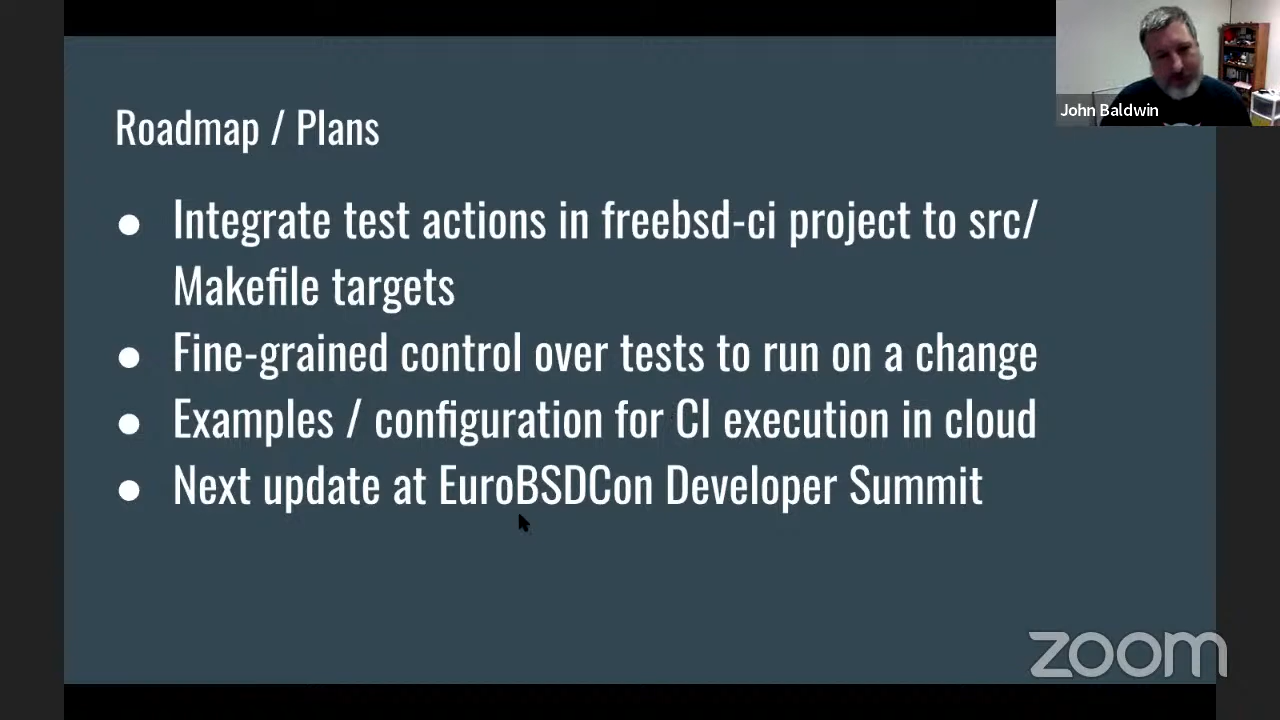 John Baldwin
Roadmap / Plans
● Integrate test actions in freebsd-ci project to src/
Makefile targets
● Fine-grained control over tests to run on a change
● Examples / configuration for CI execution in cloud
● Next update at EuroBSDCon Developer Summit
zoom